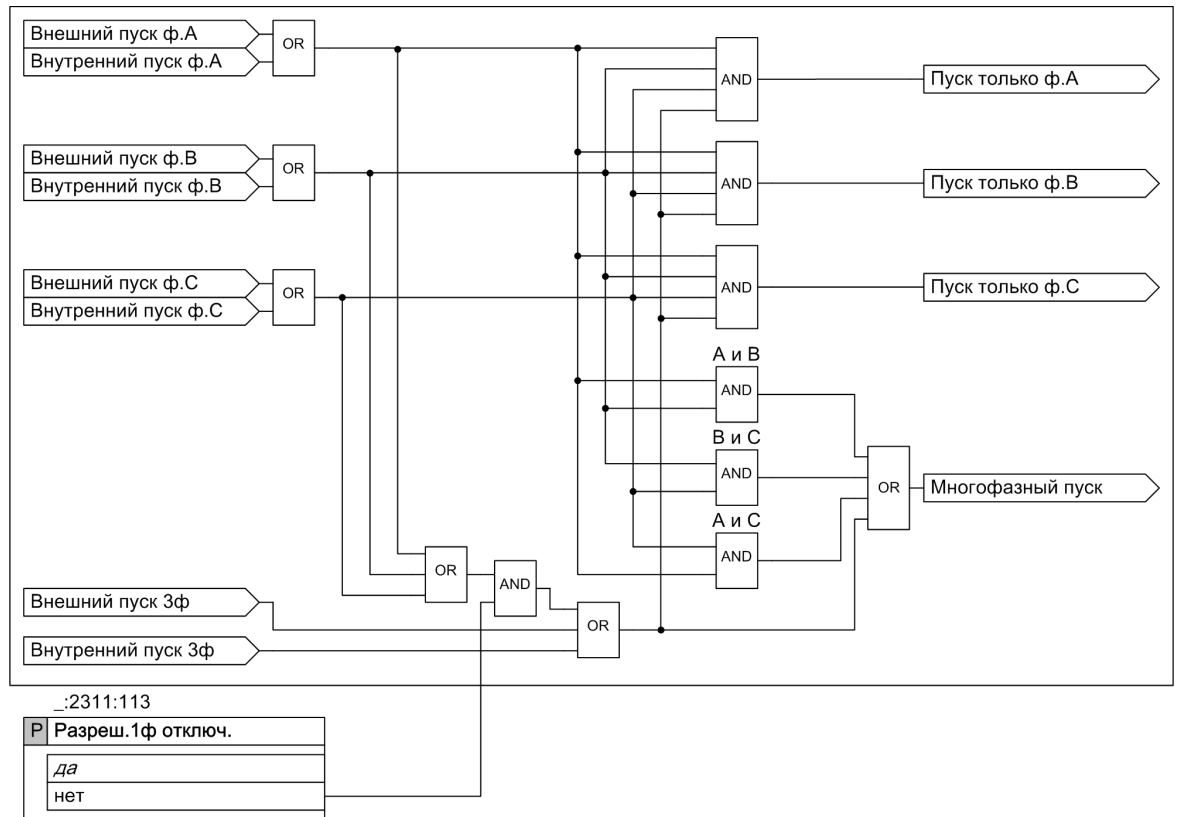 Внешний пуск ф.A
Внутренний пуск ф.A
OR
AND
Пуск только ф.A
Внешний пуск ф.B
Внутренний пуск ф.B
OR
AND
Пуск только ф.B
Внешний пуск ф.C
Внутренний пуск ф.C
OR
AND
Пуск только ф.C
А и В
AND
В и С
AND
OR
Многофазный пуск
А и С
AND
OR
AND
Внешний пуск 3ф
OR
Внутренний пуск 3ф
_:2311:113
P Разреш.1ф отключ.
да
нет